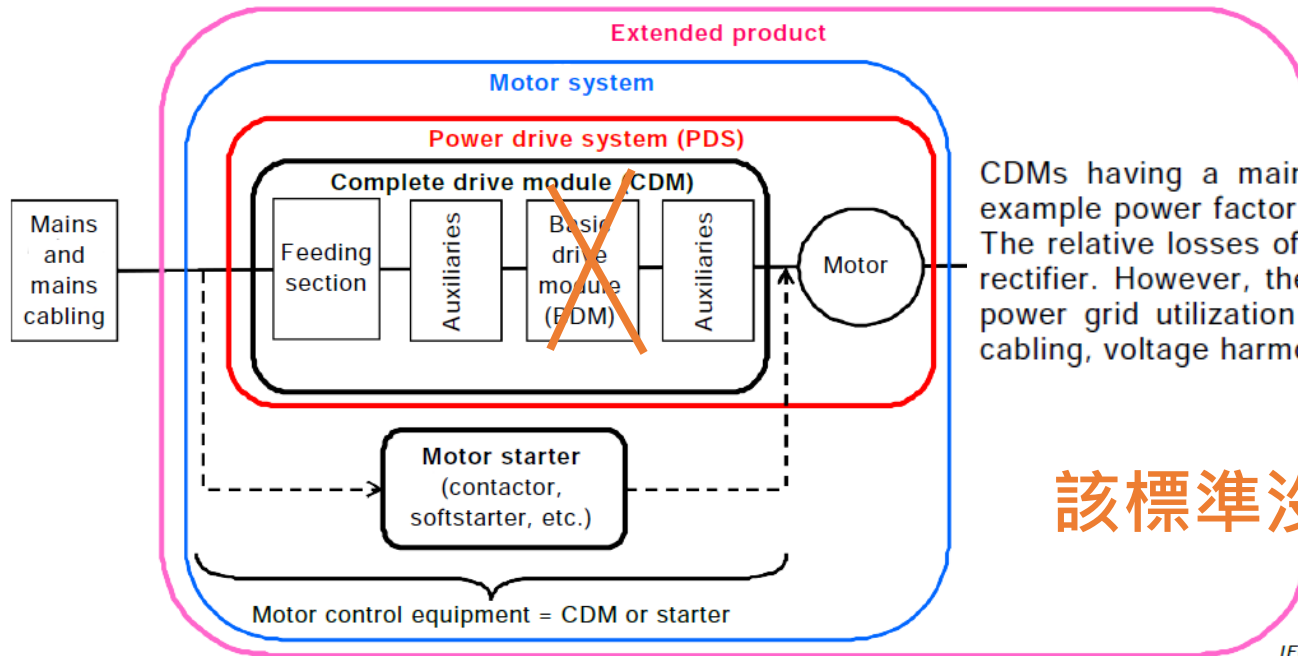 Extended product
Motor system
Power drive system (PDS)
Complete drive module (CDM)
Mains
and
mains
cabling
Feeding
section
Auxiliaries
Basic
drive
module
(BDM)
Auxiliaries
Motor
Motor starter
(contactor,
softstarter, etc.)
Motor control equipment = CDM or starter
CDMs having a main
example power factor
The relative losses of
rectifier. However, the
power grid utilization
cabling, voltage harmo
該標準沒